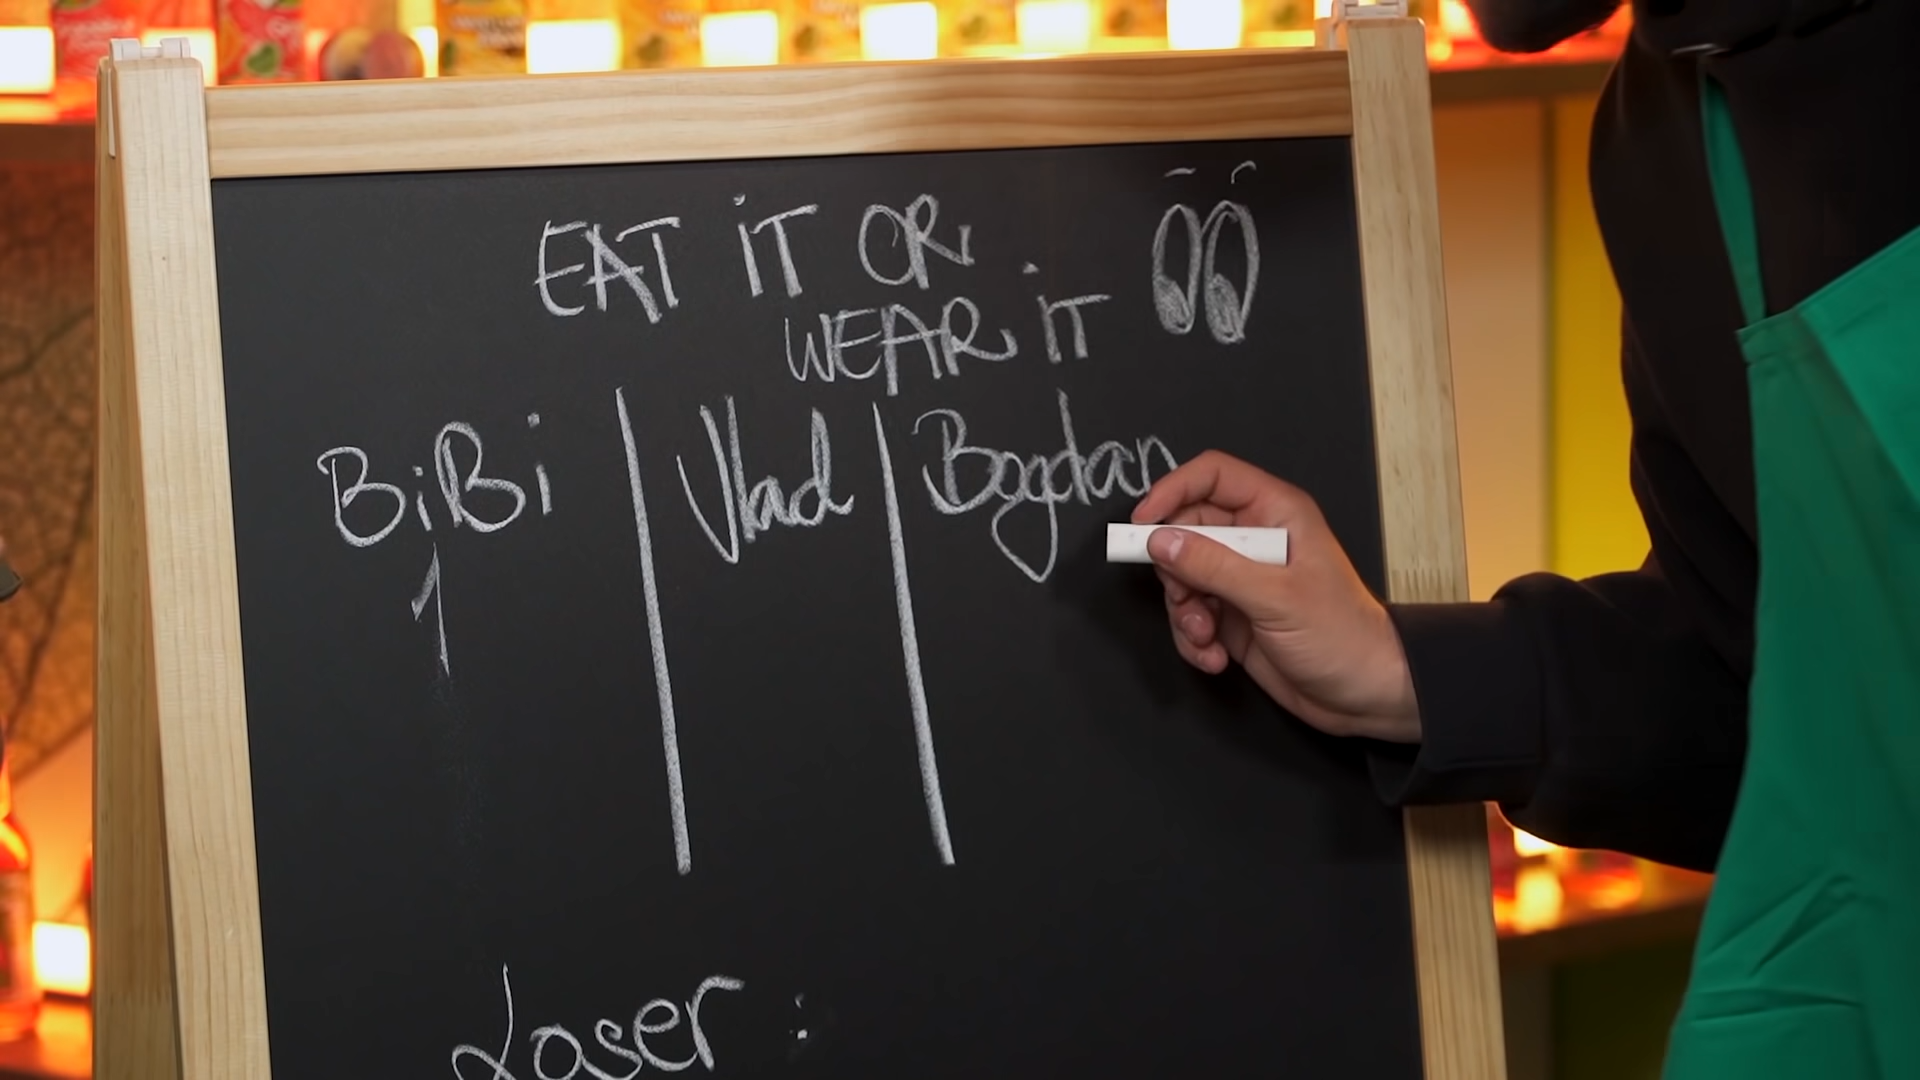 EAT iT OR
WEAR iT
BiBi
Vlad
Bogdan
1
Loser :